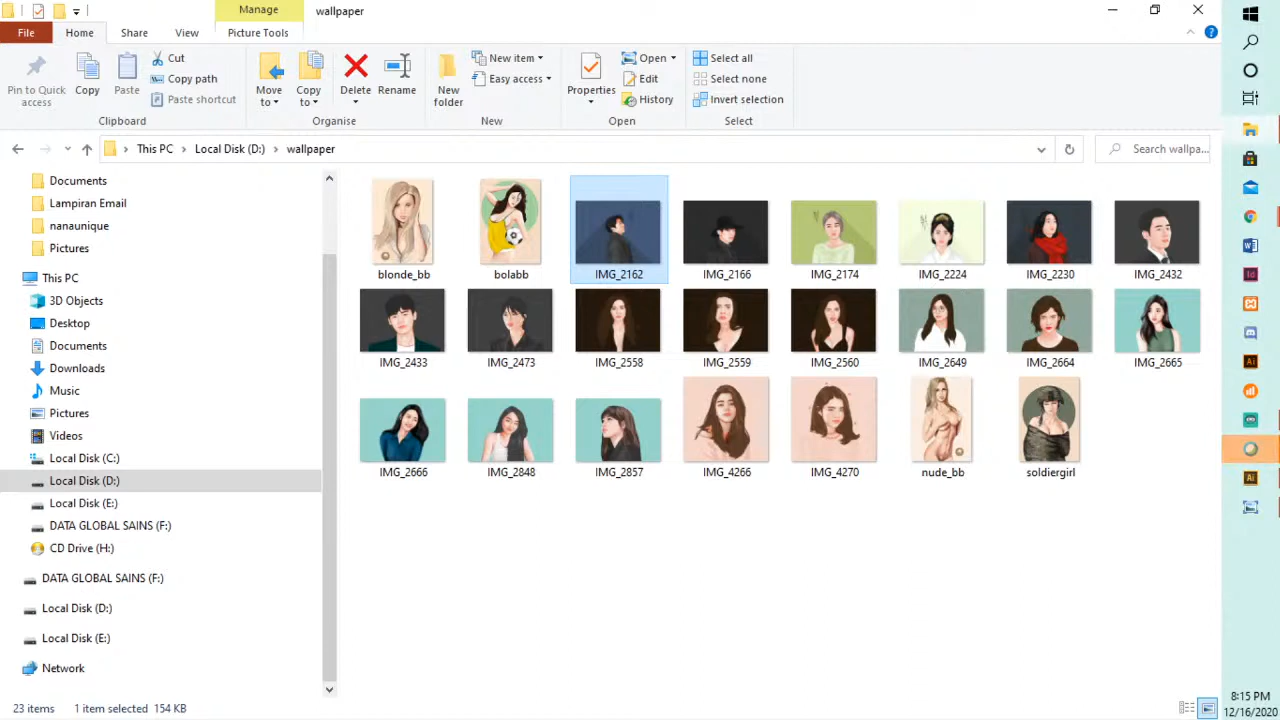 Manage
wallpaper
File
Home
Share
View
Picture Tools
Pin to Quick access
Copy
Paste
Cut
Copy path
Paste shortcut
Clipboard
Move to
Copy to
Delete
Rename
Organise
New folder
New item
Easy access
New
Properties
Open
Edit
History
Open
Select all
Select none
Invert selection
Select
This PC
Local Disk (D:)
wallpaper
Search wallpa...
Documents
Lampiran Email
nanaunique
Pictures
This PC
3D Objects
Desktop
Documents
Downloads
Music
Pictures
Videos
Local Disk (C:)
Local Disk (D:)
Local Disk (E:)
DATA GLOBAL SAINS (F:)
CD Drive (H:)
DATA GLOBAL SAINS (F:)
Local Disk (D:)
Local Disk (E:)
Network
blonde_bb
bolabb
IMG_2162
IMG_2166
IMG_2174
IMG_2224
IMG_2230
IMG_2432
IMG_2433
IMG_2473
IMG_2558
IMG_2559
IMG_2560
IMG_2649
IMG_2664
IMG_2665
IMG_2666
IMG_2848
IMG_2857
IMG_4266
IMG_4270
nude_bb
soldiergirl
23 items
1 item selected 154 KB
8:15 PM
12/16/2020